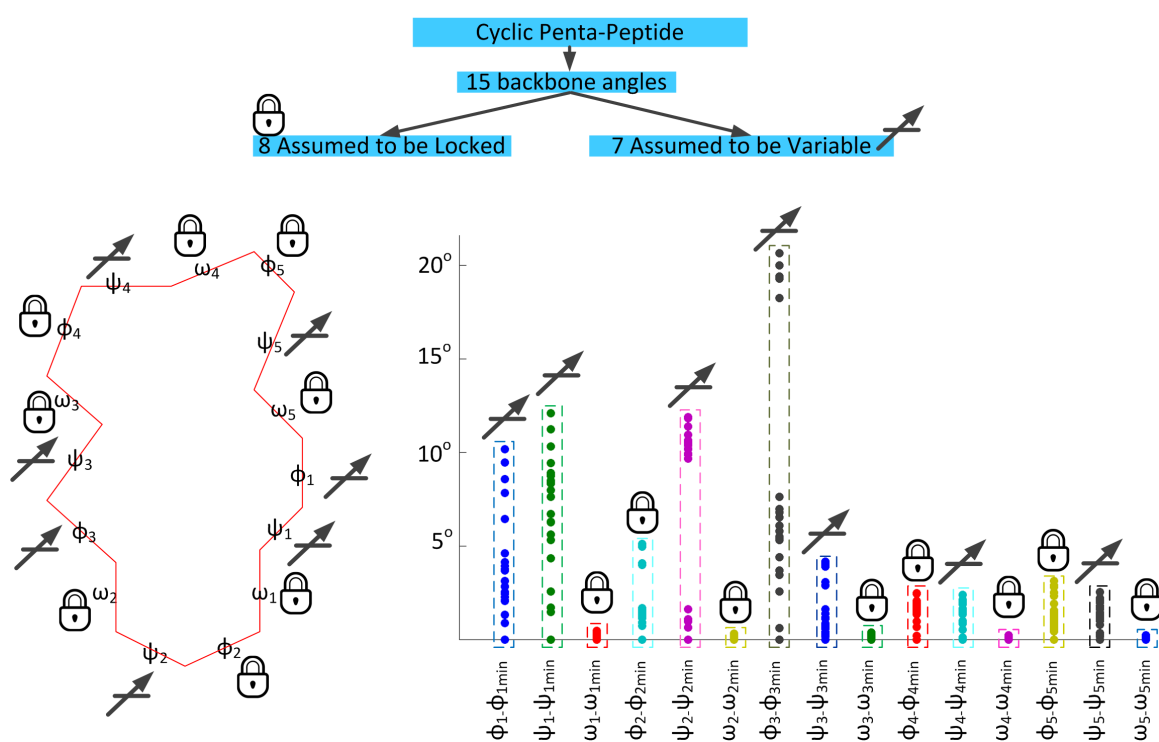 Cyclic Penta-Peptide
15 backbone angles
8 Assumed to be Locked
7 Assumed to be Variable
ω₄
ϕ₅
ψ₄
ϕ₄
ψ₅
ω₃
ω₅
ψ₃
ϕ₁
ϕ₃
ψ₁
ω₂
ω₁
ψ₂
ϕ₂
20°
15°
10°
5°
ϕ₁-ϕ₁min
ψ₁-ψ₁min
ω₁-ω₁min
ϕ₂-ϕ₂min
ψ₂-ψ₂min
ω₂-ω₂min
ϕ₃-ϕ₃min
ψ₃-ψ₃min
ω₃-ω₃min
ϕ₄-ϕ₄min
ψ₄-ψ₄min
ω₄-ω₄min
ϕ₅-ϕ₅min
ψ₅-ψ₅min
ω₅-ω₅min